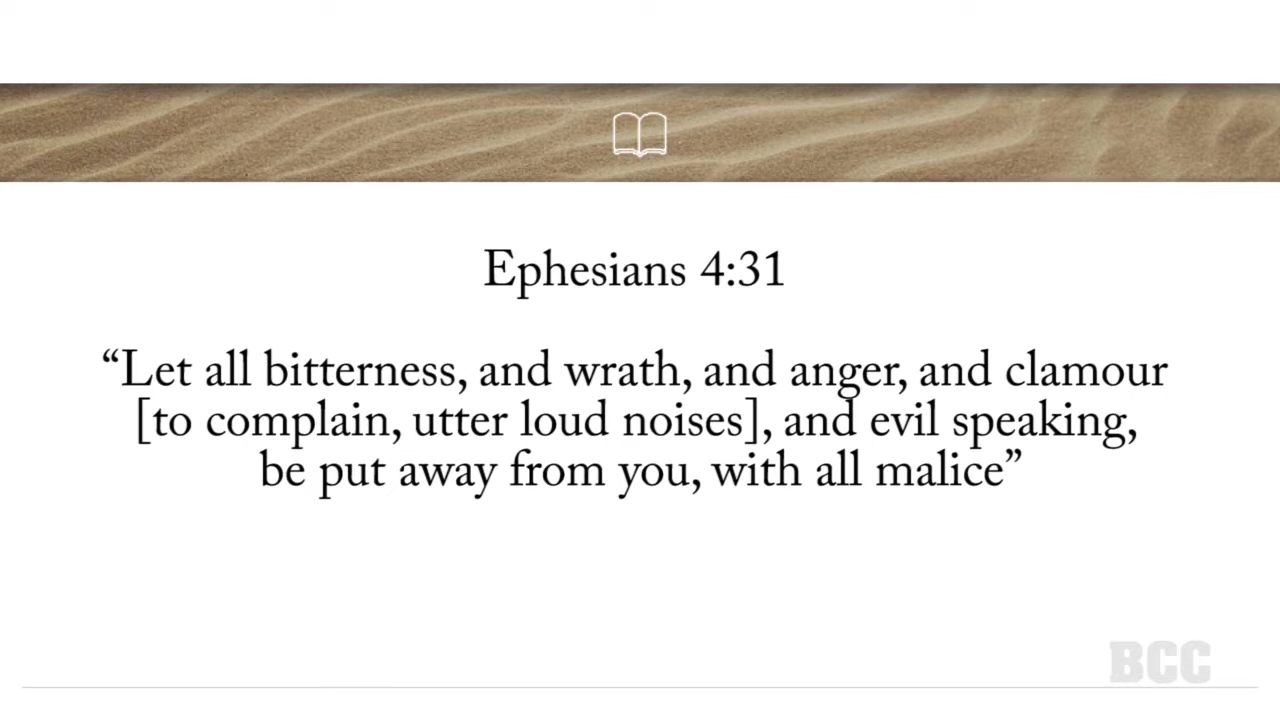 Ephesians 4:31
“Let all bitterness, and wrath, and anger, and clamour
[to complain, utter loud noises], and evil speaking,
be put away from you, with all malice”
BCC